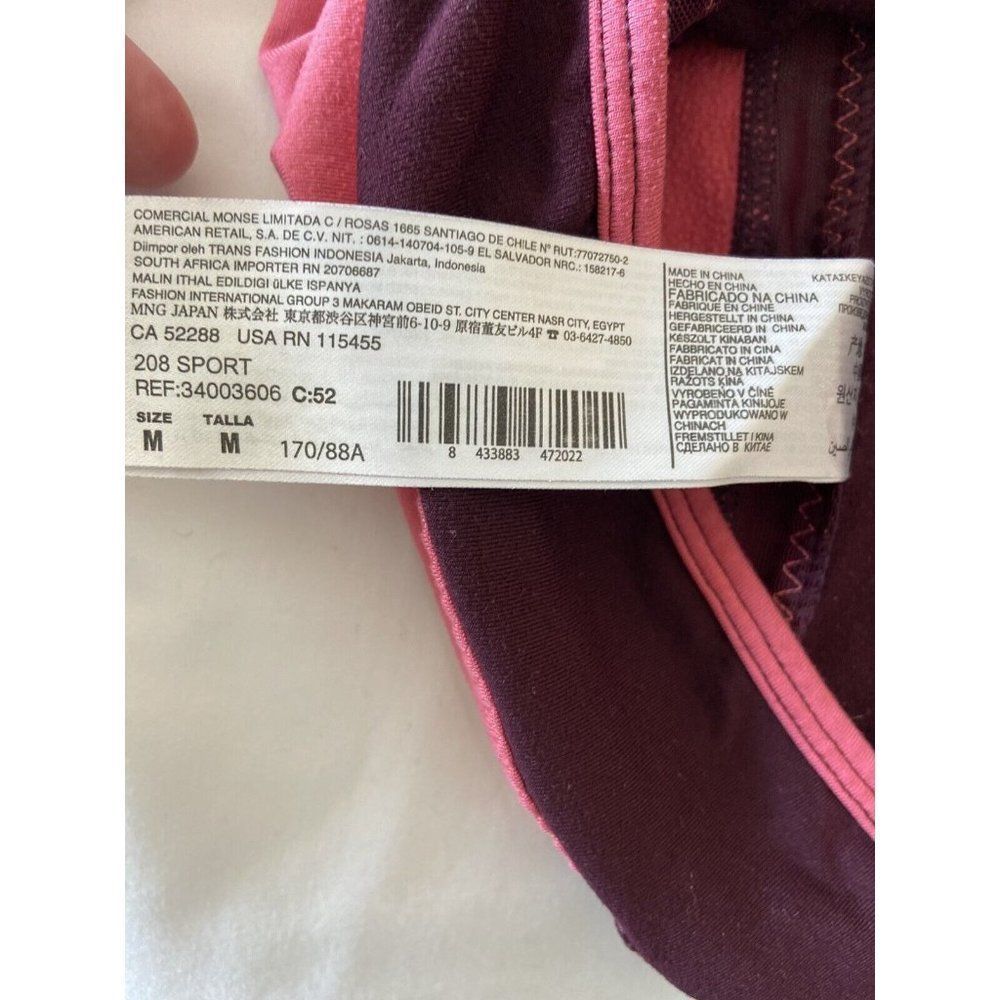 COMERCIAL MONSE LIMITADA C / ROSAS 1665 SANTIAGO DE CHILE Nº RUT:77072750-2
AMERICAN RETAIL, S.A. DE C.V. NIT. : 0614-140704-105-9 EL SALVADOR NRC.: 158217-6
Diimpor oleh TRANS FASHION INDONESIA Jakarta, Indonesia
SOUTH AFRICA IMPORTER RN 20706687
MALIN ITHAL EDILDIGI üLKE ISPANYA
FASHION INTERNATIONAL GROUP 3 MAKARAM OBEID ST. CITY CENTER NASR CITY, EGYPT
MNG JAPAN 株式会社 東京都渋谷区神宮前6-10-9 原宿董友ビル4F ☎ 03-6427-4850
CA 52288 USA RN 115455
208 SPORT
REF:34003606 C:52
SIZE TALLA
M M 170/88A
8 433883 472022
MADE IN CHINA
HECHO EN CHINA
FABRICADO NA CHINA
FABRIQUE EN CHINE
HERGESTELLT IN CHINA
GEFABRICEERD IN CHINA
KÉSZÜLT KINABAN
FABBRICATO IN CINA
FABRICAT IN CHINA
IZDELANO NA KITAJSKEM
RAŽOTS ĶĪNĀ
VYROBENO V ČÍNĚ
PAGAMINTA KINIJOJE
WYPRODUKOWANO W
CHINACH
FREMSTILLET I KINA
СДЕЛАНО В КИТАЕ
产地
원산지